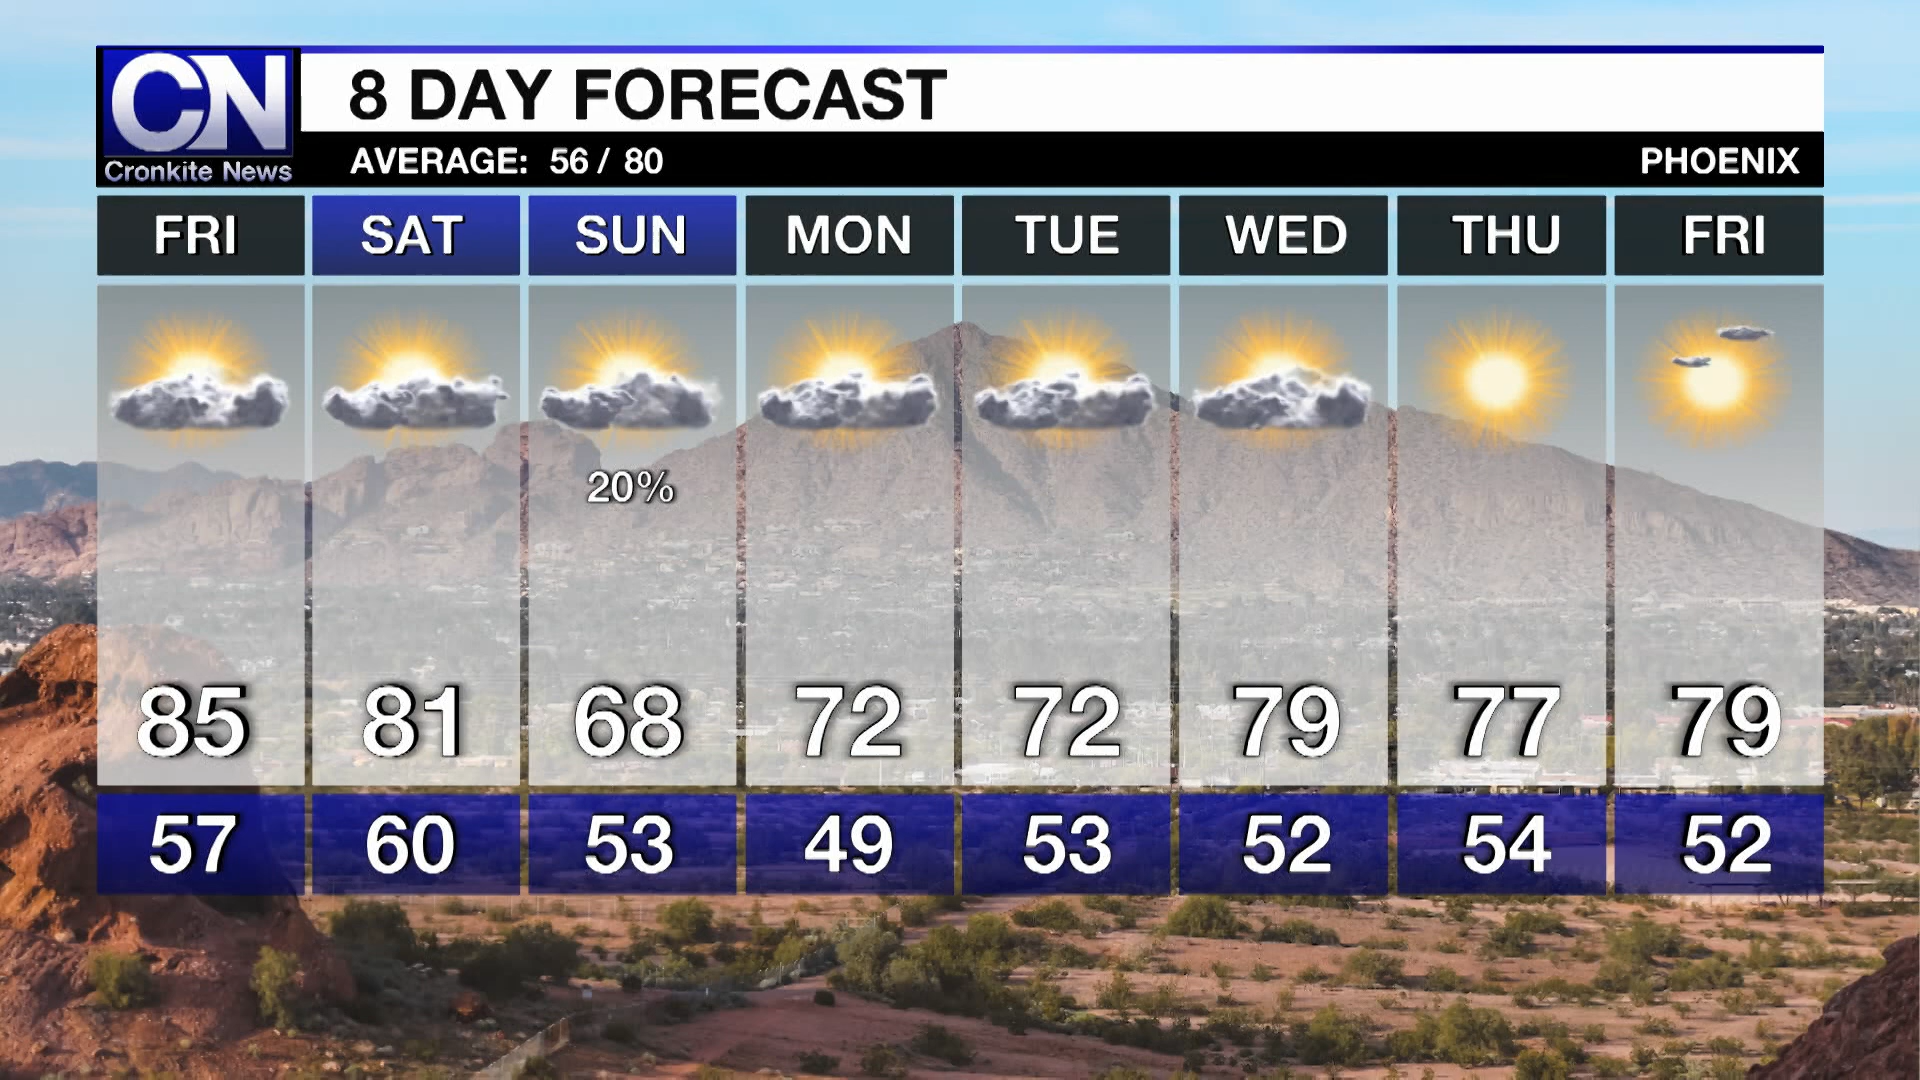 CN
Cronkite News
8 DAY FORECAST
AVERAGE: 56 / 80
PHOENIX
FRI SAT SUN MON TUE WED THU FRI
20%
85 81 68 72 72 79 77 79
57 60 53 49 53 52 54 52